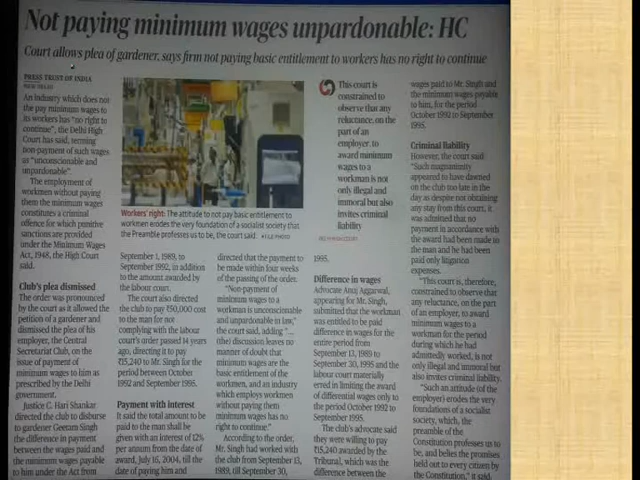 Not paying minimum wages unpardonable: HC
Court allows plea of gardener, says firm not paying basic entitlement to workers has no right to continue
PRESS TRUST OF INDIA
NEW DELHI
An industry which does not
the pay minimum wages to
its workers has "no right to
continue", the Delhi High
Court has said, terming
non-payment of such wages
as "unconscionable and
unpardonable".
The employment of
workmen without paying
them the minimum wages
constitutes a criminal
offence for which punitive
sanctions are provided
under the Minimum Wages
Act, 1948, the High Court
said.
Club's plea dismissed
The order was pronounced
by the court as it allowed the
petition of a gardener and
dismissed the plea of his
employer, the Central
Secretariat Club, on the
issue of payment of
minimum wages to him as
prescribed by the Delhi
government.
Justice C. Hari Shankar
directed the club to disburse
to gardener Geetam Singh
the difference in payment
between the wages paid and
the minimum wages payable
to him under the Act from
Workers' right: The attitude to not pay basic entitlement to
workmen erodes the very foundation of a socialist society that
the Preamble professes us to be, the court said. FILE PHOTO
September 1, 1989, to
September 1992, in addition
to the amount awarded by
the labour court.
The court also directed
the club to pay ₹50,000 cost
to the man for not
complying with the labour
court's order passed 14 years
ago, directing it to pay
₹15,240 to Mr. Singh for the
period between October
1992 and September 1995.
Payment with interest
It said the total amount to be
paid to the man shall be
given with an interest of 12%
per annum from the date of
award, July 16, 2004, till the
date of paying him and
directed that the payment to
be made within four weeks
of the passing of the order.
"Non-payment of
minimum wages to a
workman is unconscionable
and unpardonable in law,"
the court said, adding "...
(the) discussion leaves no
manner of doubt that
minimum wages are the
basic entitlement of the
workmen, and an industry
which employs workmen
without paying them
minimum wages has no
right to continue."
According to the order,
Mr. Singh had worked with
the club from September 13,
1989, till September 30,
This court is
constrained to
observe that any
reluctance, on the
part of an
employer, to
award minimum
wages to a
workman is not
only illegal and
immoral but also
invites criminal
liability
1995.
Difference in wages
Advocate Anuj Aggarwal,
appearing for Mr. Singh,
submitted that the workman
was entitled to be paid
difference in wages for the
entire period from
September 13, 1989 to
September 30, 1995 and the
labour court materially
erred in limiting the award
of differential wages only to
the period October 1992 to
September 1995.
The club's advocate said
they were willing to pay
₹15,240 awarded by the
Tribunal, which was the
difference between the
wages paid to Mr. Singh and
the minimum wages payable
to him, for the period
October 1992 to September
1995.
Criminal liability
However, the court said:
"Such magnanimity
appeared to have dawned
on the club too late in the
day as despite not obtaining
any stay from this court, it
was admitted that no
payment in accordance with
the award had been made to
the man and he had been
paid only litigation
expenses.
"This court is, therefore,
constrained to observe that
any reluctance, on the part
of an employer, to award
minimum wages to a
workman for the period
during which he had
admittedly worked, is not
only illegal and immoral but
also invites criminal liability.
"Such an attitude (of the
employer) erodes the very
foundations of a socialist
society, which, the
preamble of the
Constitution professes us to
be, and belies the promises
held out to every citizen by
the Constitution," it said.